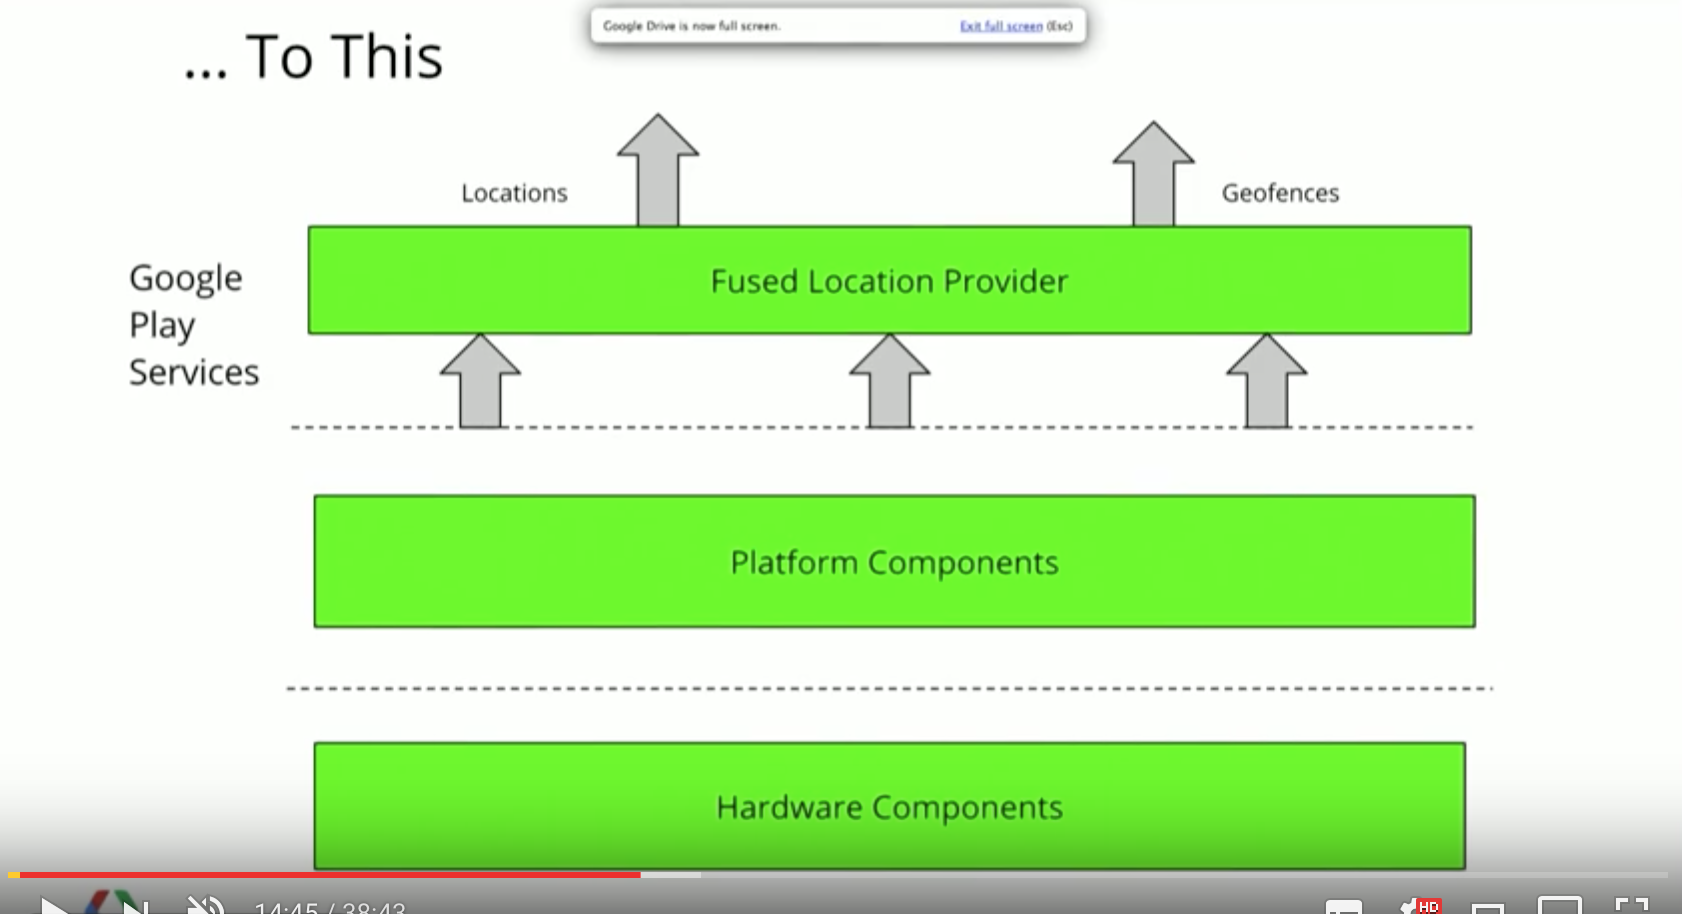 Google Drive is now full screen. Exit full screen (Esc)
... To This
Locations
Geofences
Fused Location Provider
Google
Play
Services
Platform Components
Hardware Components
HD
14:45 / 38:43